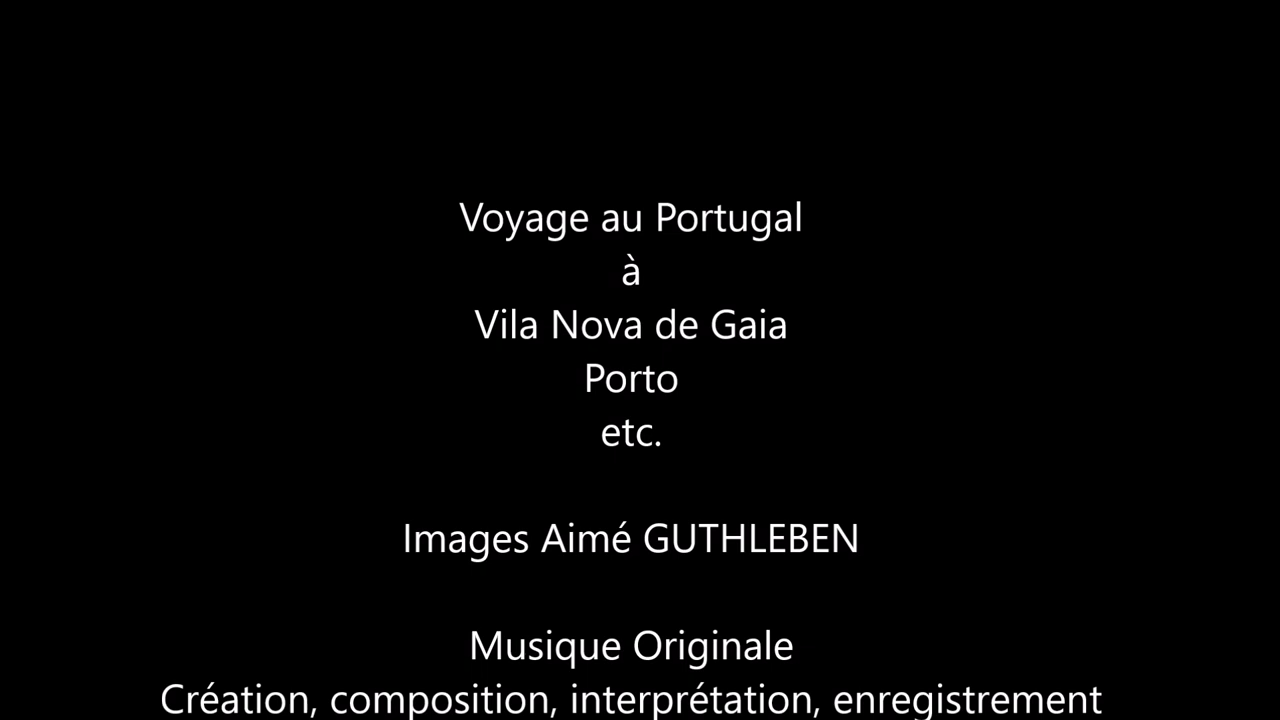 Voyage au Portugal
à
Vila Nova de Gaia
Porto
etc.
Images Aimé GUTHLEBEN
Musique Originale
Création, composition, interprétation, enregistrement